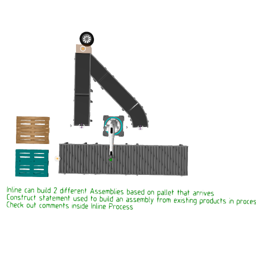 Inline can build 2 different Assemblies based on pallet that arrives
Construct statement used to build an assembly from existing products in proces
Check out comments inside Inline Process